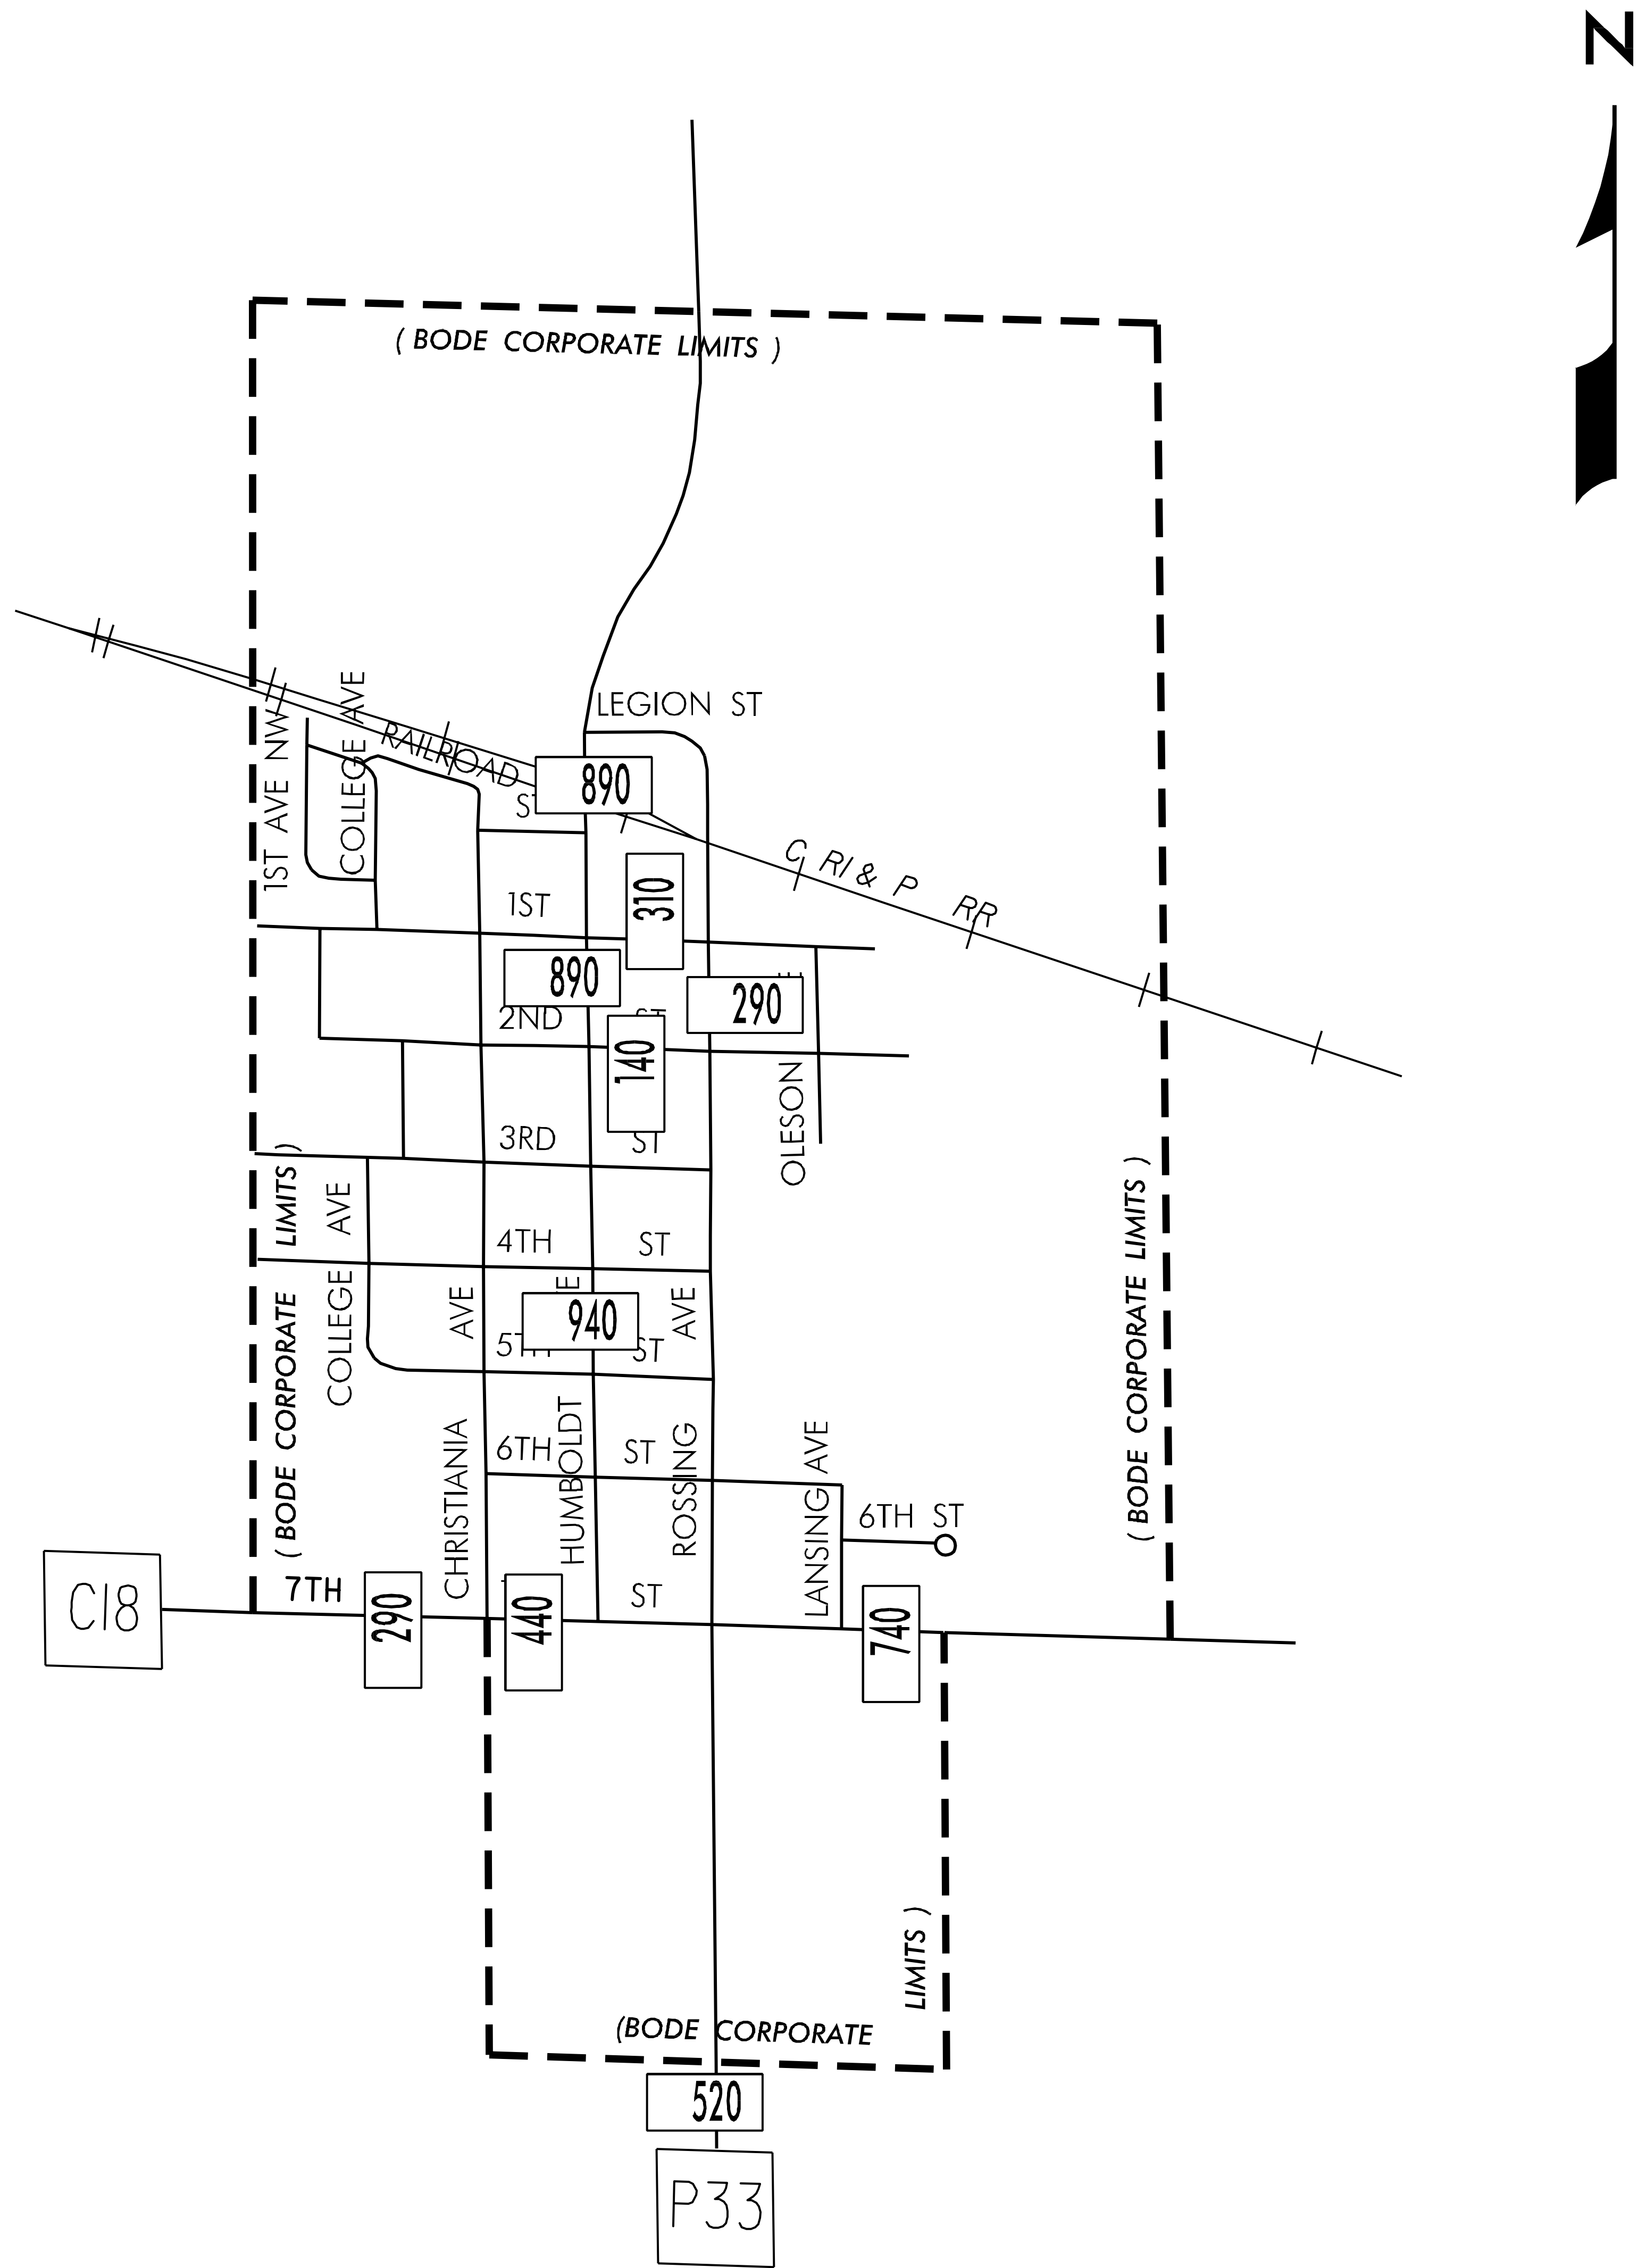 N
( BODE CORPORATE LIMITS )
LEGION ST
1ST AVE NW
COLLEGE AVE
RAILROAD
890
C RI & P RR
1ST
310
890
290
2ND ST
140
3RD ST
OLESON
( BODE CORPORATE LIMITS )
COLLEGE AVE
4TH ST
940
ST
CHRISTIANIA AVE
HUMBOLDT
ROSSING AVE
( BODE CORPORATE LIMITS )
6TH ST
LANSING AVE
6TH ST
C18
7TH
290
440
ST
740
(BODE CORPORATE LIMITS )
520
P33